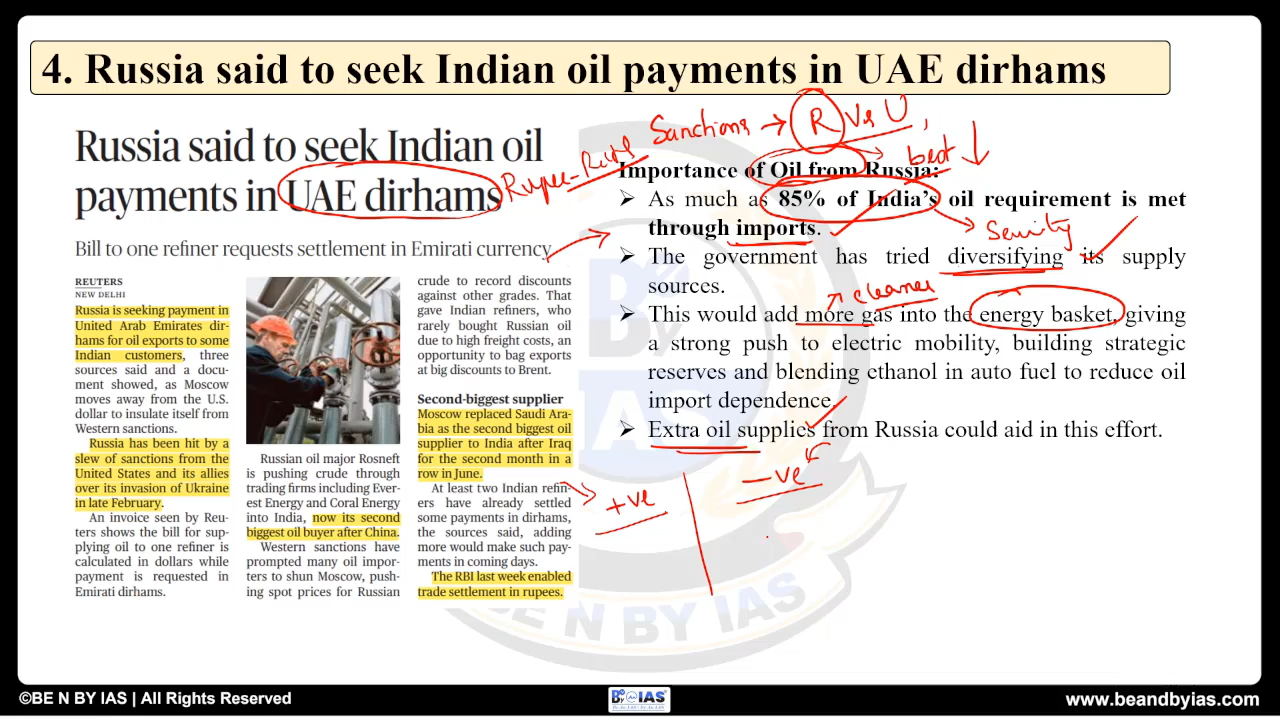 4. Russia said to seek Indian oil payments in UAE dirhams
Russia said to seek Indian oil
payments in UAE dirhams
Bill to one refiner requests settlement in Emirati currency
REUTERS
NEW DELHI
Russia is seeking payment in
United Arab Emirates dir-
hams for oil exports to some
Indian customers, three
sources said and a docu-
ment showed, as Moscow
moves away from the U.S.
dollar to insulate itself from
Western sanctions.
Russia has been hit by a
slew of sanctions from the
United States and its allies
over its invasion of Ukraine
in late February.
An invoice seen by Reu-
ters shows the bill for sup-
plying oil to one refiner is
calculated in dollars while
payment is requested in
Emirati dirhams.
Russian oil major Rosneft
is pushing crude through
trading firms including Ever-
est Energy and Coral Energy
into India, now its second
biggest oil buyer after China.
Western sanctions have
prompted many oil impor-
ters to shun Moscow, push-
ing spot prices for Russian
crude to record discounts
against other grades. That
gave Indian refiners, who
rarely bought Russian oil
due to high freight costs, an
opportunity to bag exports
at big discounts to Brent.
Second-biggest supplier
Moscow replaced Saudi Ara-
bia as the second biggest oil
supplier to India after Iraq
for the second month in a
row in June.
At least two Indian refin-
ers have already settled
some payments in dirhams,
the sources said, adding
more would make such pay-
ments in coming days.
The RBI last week enabled
trade settlement in rupees.
Sanctions → R Vs U,
Rupee-
Importance of Oil from Russia:
➢ As much as 85% of India's oil requirement is met
through imports.
Security
➢ The government has tried diversifying its supply
sources.
cleaner
➢ This would add more gas into the energy basket, giving
a strong push to electric mobility, building strategic
reserves and blending ethanol in auto fuel to reduce oil
import dependence.
➢ Extra oil supplies from Russia could aid in this effort.
+ve
-ve
BE N BY IAS
©BE N BY IAS | All Rights Reserved
IAS
www.beandbyias.com